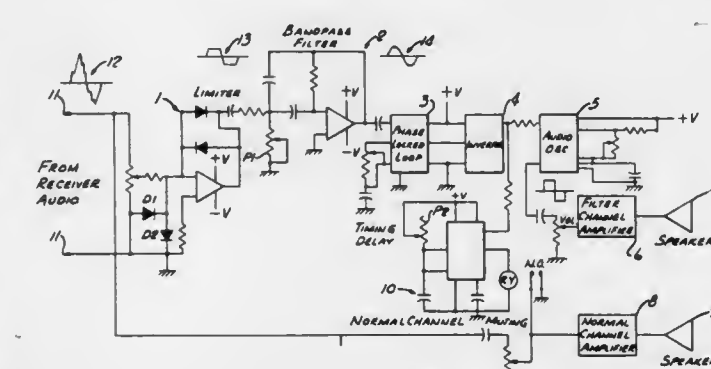 12
13
BANDPASS
FILTER
2
14
11
1
LIMITER
+V
3
+V
4
5
+V
-V
P1
PHASE
LOCKED
LOOP
INVERTER
AUDIO
OSC
FROM
RECEIVER
AUDIO
D1
+V
-V
D2
11
TIMING
DELAY
P2
+V
VOL
FILTER
CHANNEL
AMPLIFIER
6
SPEAKER
10
RY
N.O.
NORMAL CHANNEL
MUTING
8
NORMAL
CHANNEL
AMPLIFIER
SPEAKER